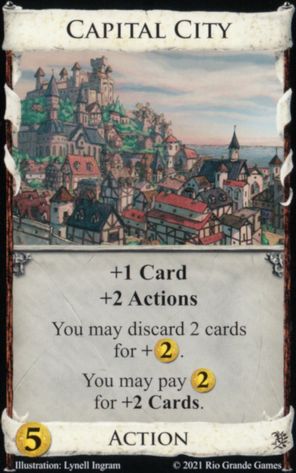 CAPITAL CITY
+1 Card
+2 Actions
You may discard 2 cards
for +2.
You may pay 2
for +2 Cards.
5
ACTION
Illustration: Lynell Ingram
© 2021 Rio Grande Games